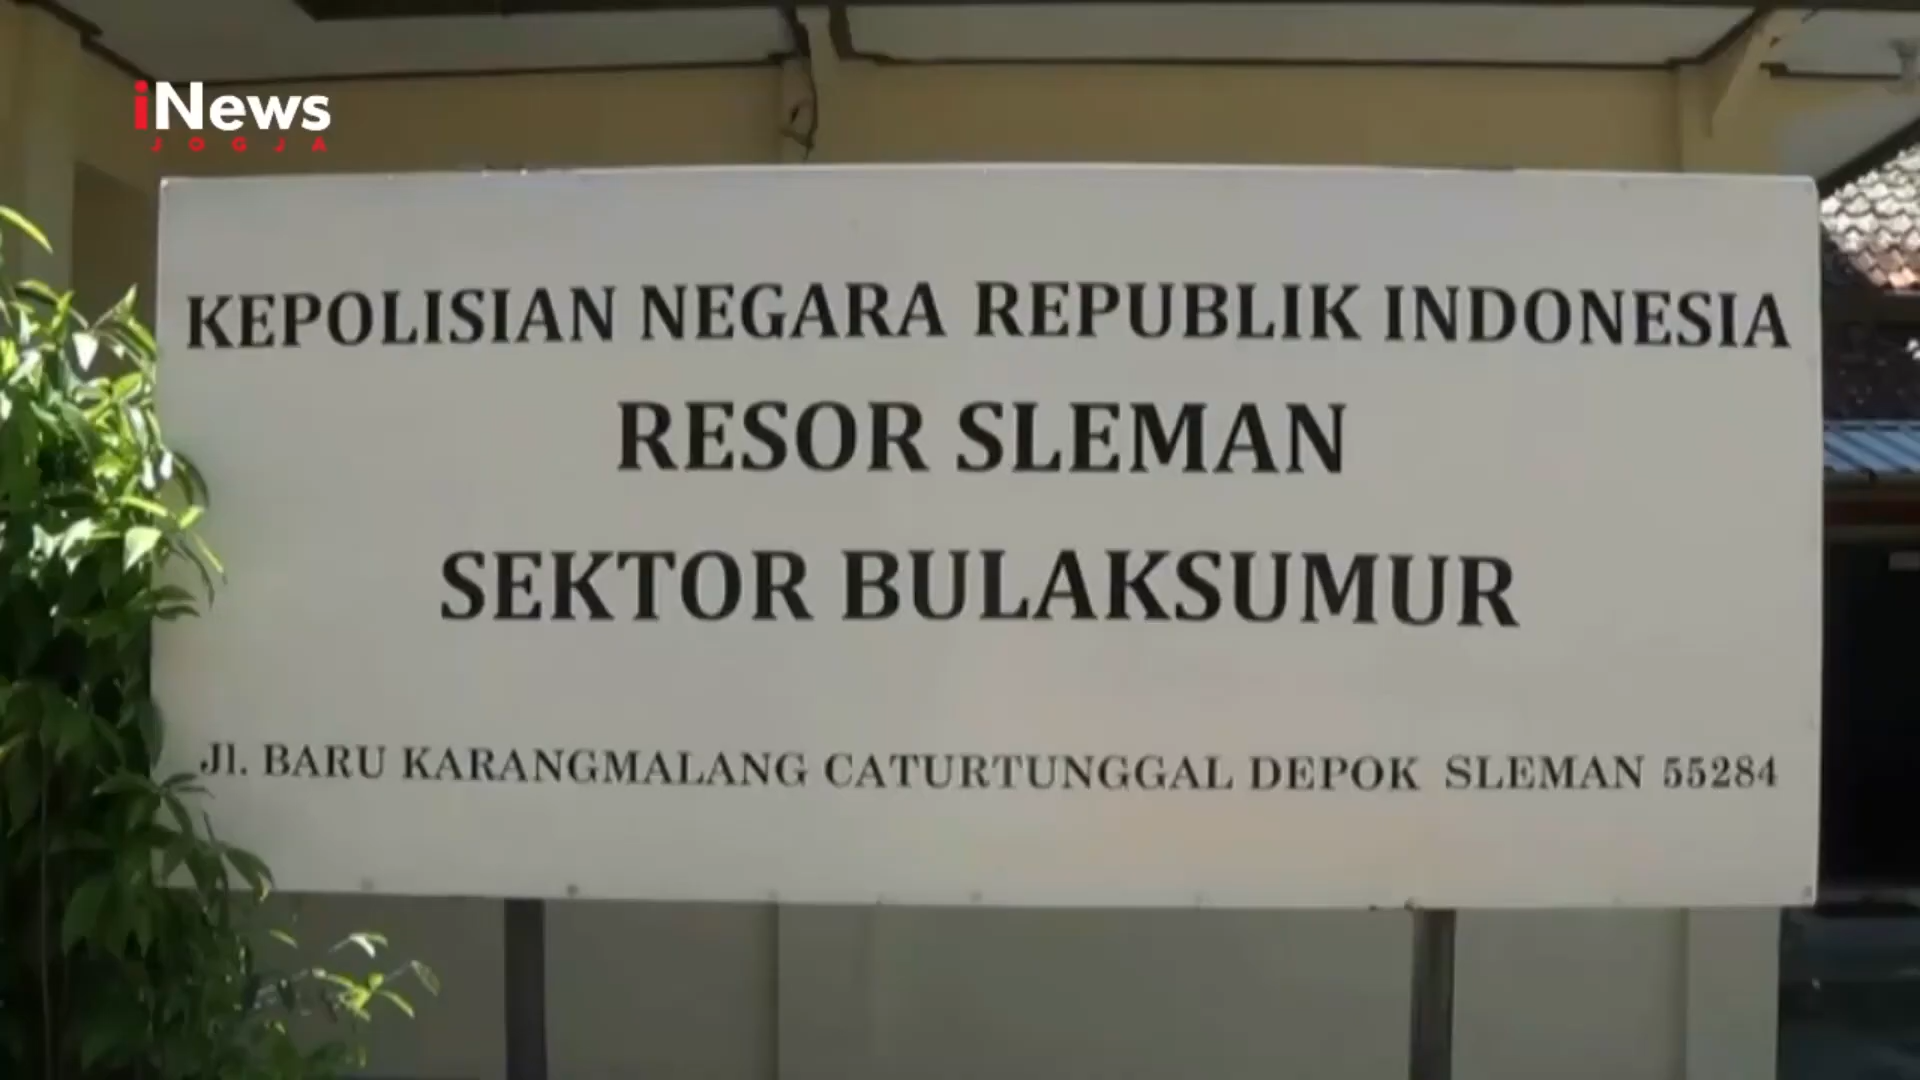 iNews
JOGJA
KEPOLISIAN NEGARA REPUBLIK INDONESIA
RESOR SLEMAN
SEKTOR BULAKSUMUR
Jl. BARU KARANGMALANG CATURTUNGGAL DEPOK SLEMAN 55284